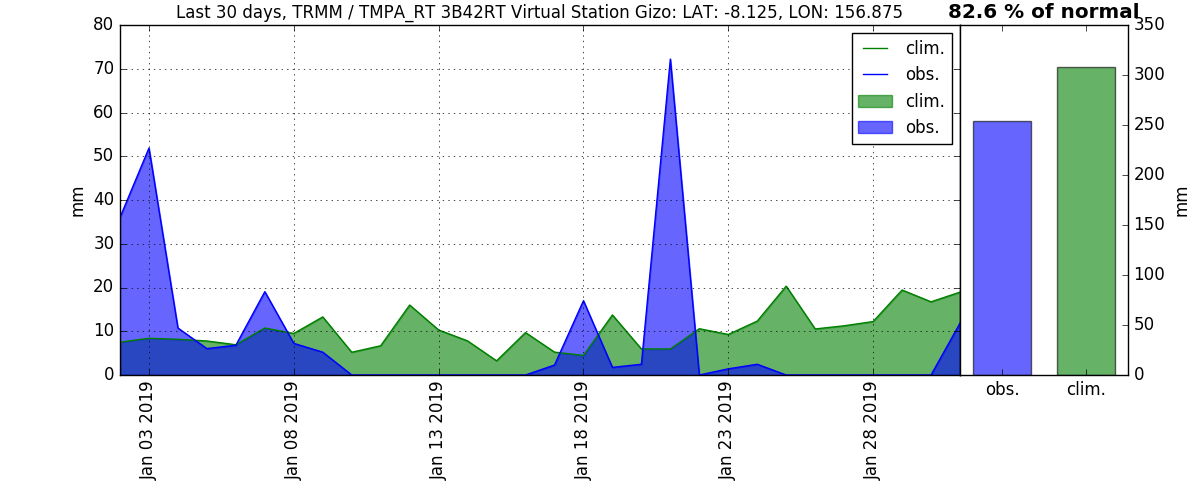 Last 30 days, TRMM / TMPA_RT 3B42RT Virtual Station Gizo: LAT: -8.125, LON: 156.875
82.6 % of normal
80
70
60
50
40
30
20
10
0
mm
clim.
obs.
clim.
obs.
Jan 03 2019
Jan 08 2019
Jan 13 2019
Jan 18 2019
Jan 23 2019
Jan 28 2019
350
300
250
200
150
100
50
0
mm
obs.
clim.